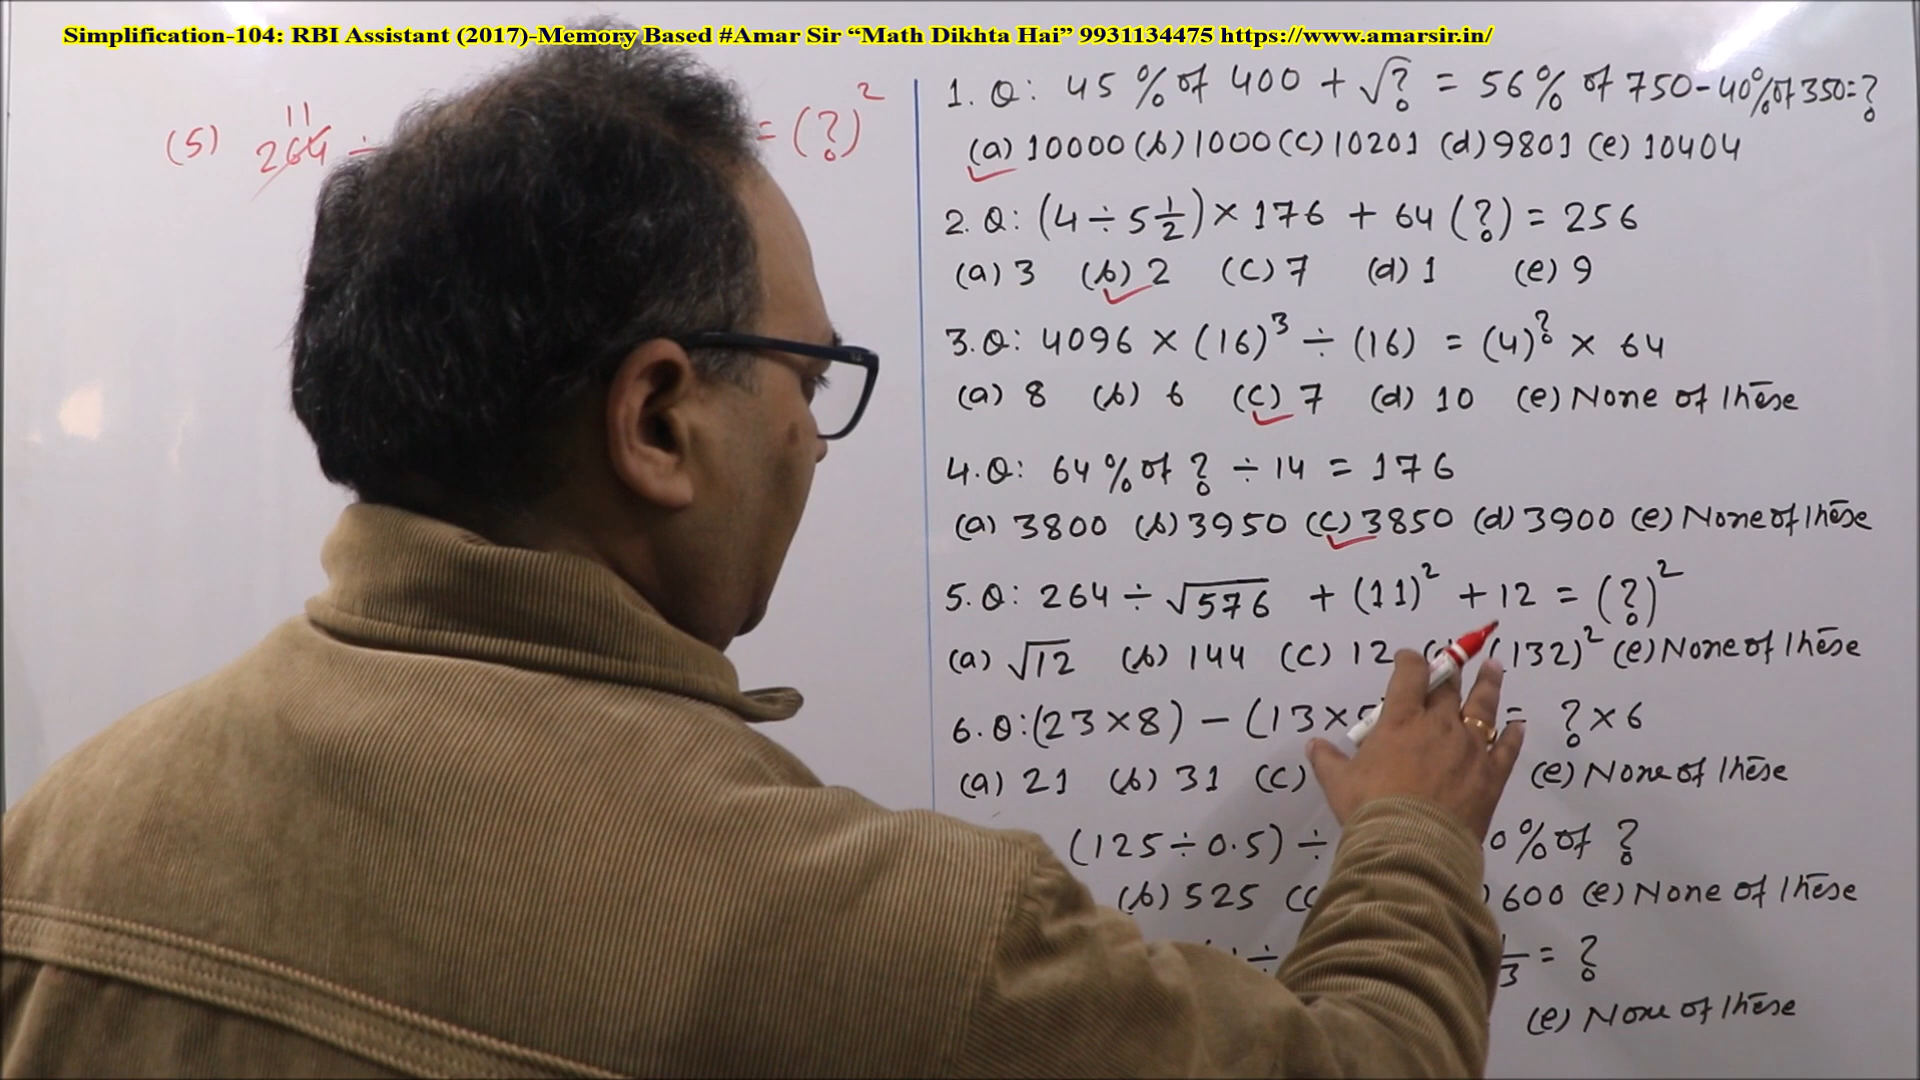 Simplification-104: RBI Assistant (2017)-Memory Based #Amar Sir “Math Dikhta Hai” 9931134475 https://www.amarsir.in/
(5) 264 ÷ = (?)²
11
1. Q: 45 % of 400 + √? = 56% of 750 - 40% of 350 = ?
(a) 10000 (b) 1000 (c) 10201 (d) 9801 (e) 10404
2. Q: (4 ÷ 5 1/2) × 176 + 64 (?) = 256
(a) 3 (b) 2 (c) 7 (d) 1 (e) 9
3. Q: 4096 × (16)³ ÷ (16) = (4)^? × 64
(a) 8 (b) 6 (c) 7 (d) 10 (e) None of these
4. Q: 64 % of ? ÷ 14 = 176
(a) 3800 (b) 3950 (c) 3850 (d) 3900 (e) None of these
5. Q: 264 ÷ √576 + (11)² + 12 = (?)²
(a) √12 (b) 144 (c) 12 (132)² (e) None of these
6. Q: (23 × 8) - (13 × = ? × 6
(a) 21 (b) 31 (c) (e) None of these
(125 ÷ 0.5) ÷ 0% of ?
(b) 525 600 (e) None of these
÷ 3 = ?
(e) None of these